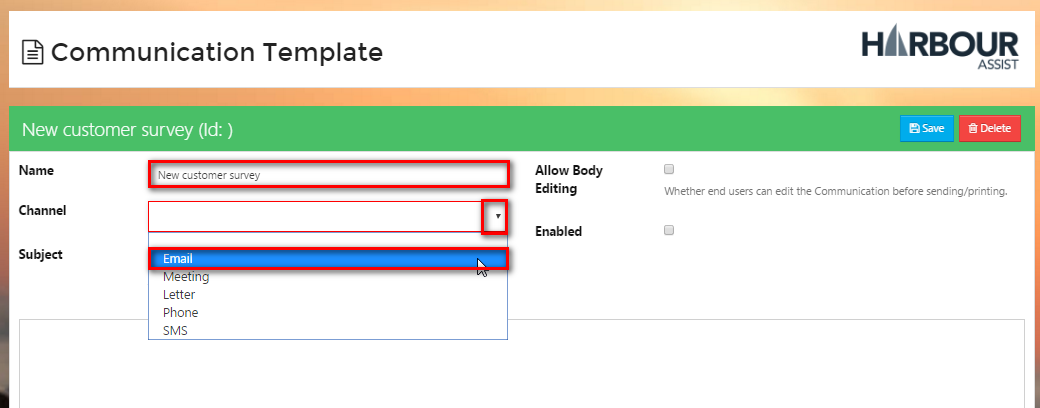 Communication Template
HARBOUR
ASSIST
New customer survey (Id: )
Save
Delete
Name
New customer survey
Allow Body
Editing
Whether end users can edit the Communication before sending/printing.
Channel
Enabled
Subject
Email
Meeting
Letter
Phone
SMS